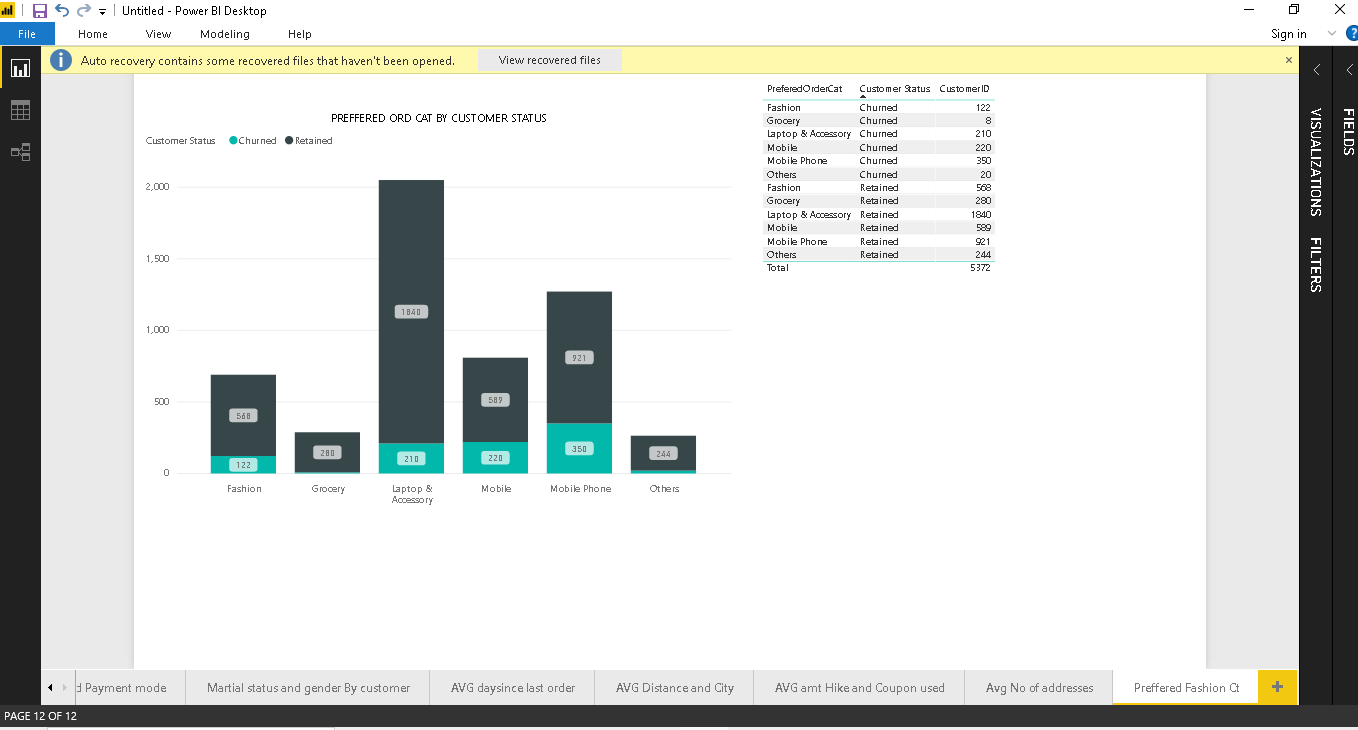 Untitled - Power BI Desktop
File Home View Modeling Help Sign in
Auto recovery contains some recovered files that haven't been opened. View recovered files
PREFFERED ORD CAT BY CUSTOMER STATUS
Customer Status Churned Retained
2,000
1,500
1,000
500
0
1840
921
568
589
280
244
122
210
220
350
Fashion Grocery Laptop & Accessory Mobile Mobile Phone Others
PreferedOrderCat Customer Status CustomerID
Fashion Churned 122
Grocery Churned 8
Laptop & Accessory Churned 210
Mobile Churned 220
Mobile Phone Churned 350
Others Churned 20
Fashion Retained 568
Grocery Retained 280
Laptop & Accessory Retained 1840
Mobile Retained 589
Mobile Phone Retained 921
Others Retained 244
Total 5372
VISUALIZATIONS
FILTERS
FIELDS
d Payment mode Martial status and gender By customer AVG daysince last order AVG Distance and City AVG amt Hike and Coupon used Avg No of addresses Preffered Fashion Ct
PAGE 12 OF 12